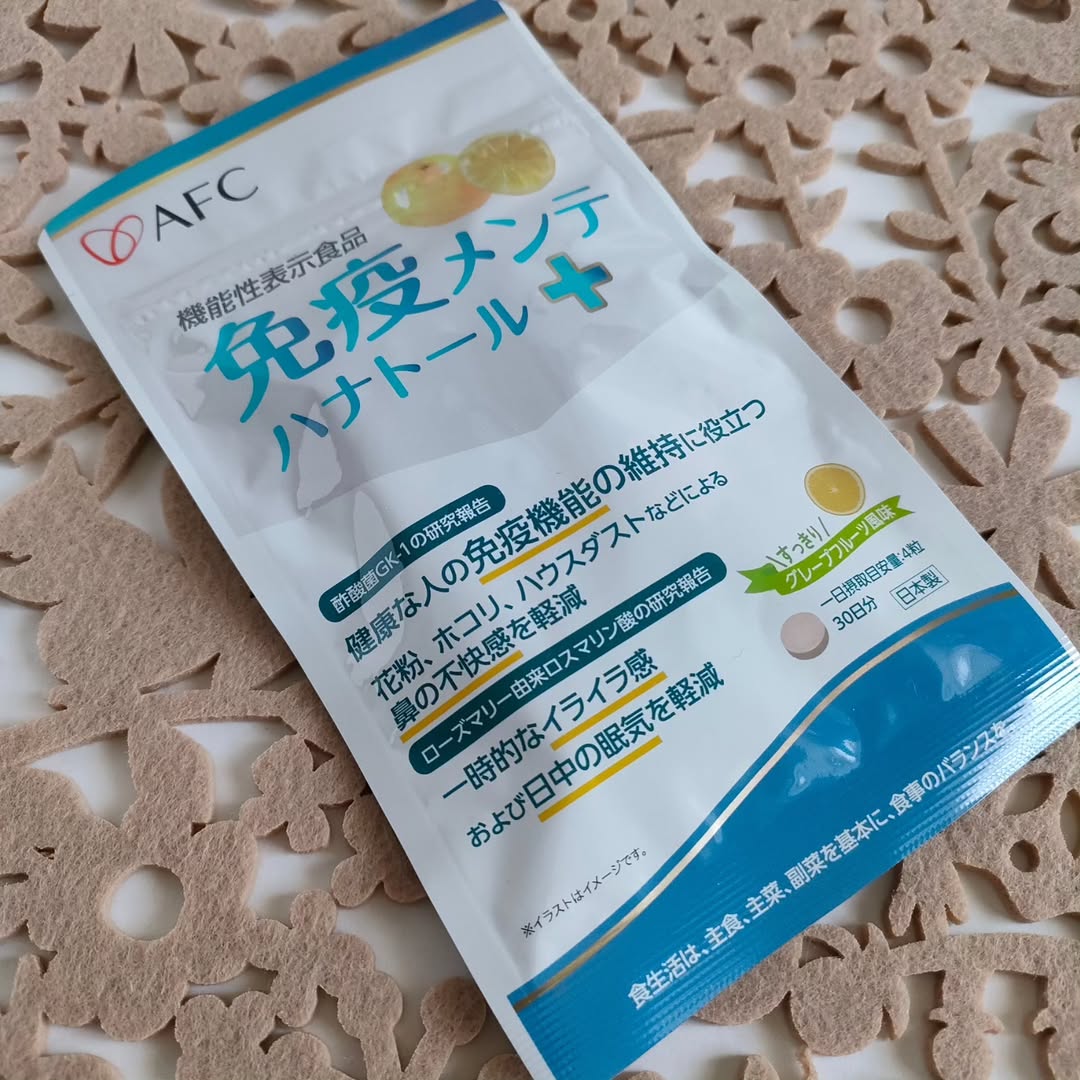 AFC
機能性表示食品
免疫メンテ
ハナトール
+
酢酸菌GK-1の研究報告
健康な人の免疫機能の維持に役立つ
花粉、ホコリ、ハウスダストなどによる
鼻の不快感を軽減
ローズマリー由来ロスマリン酸の研究報告
一時的なイライラ感
および日中の眠気を軽減
\すっきり/
グレープフルーツ風味
一日摂取目安量:4粒
30日分
日本製
※イラストはイメージです。
食生活は、主食、主菜、副菜を基本に、食事のバランスを